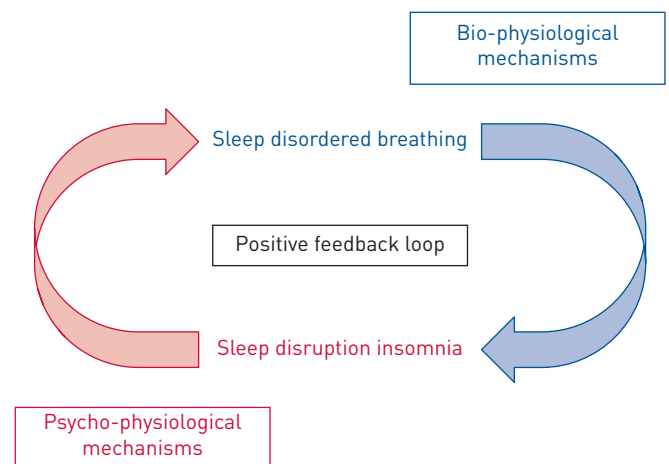 Bio-physiological
mechanisms
Sleep disordered breathing
Positive feedback loop
Sleep disruption insomnia
Psycho-physiological
mechanisms